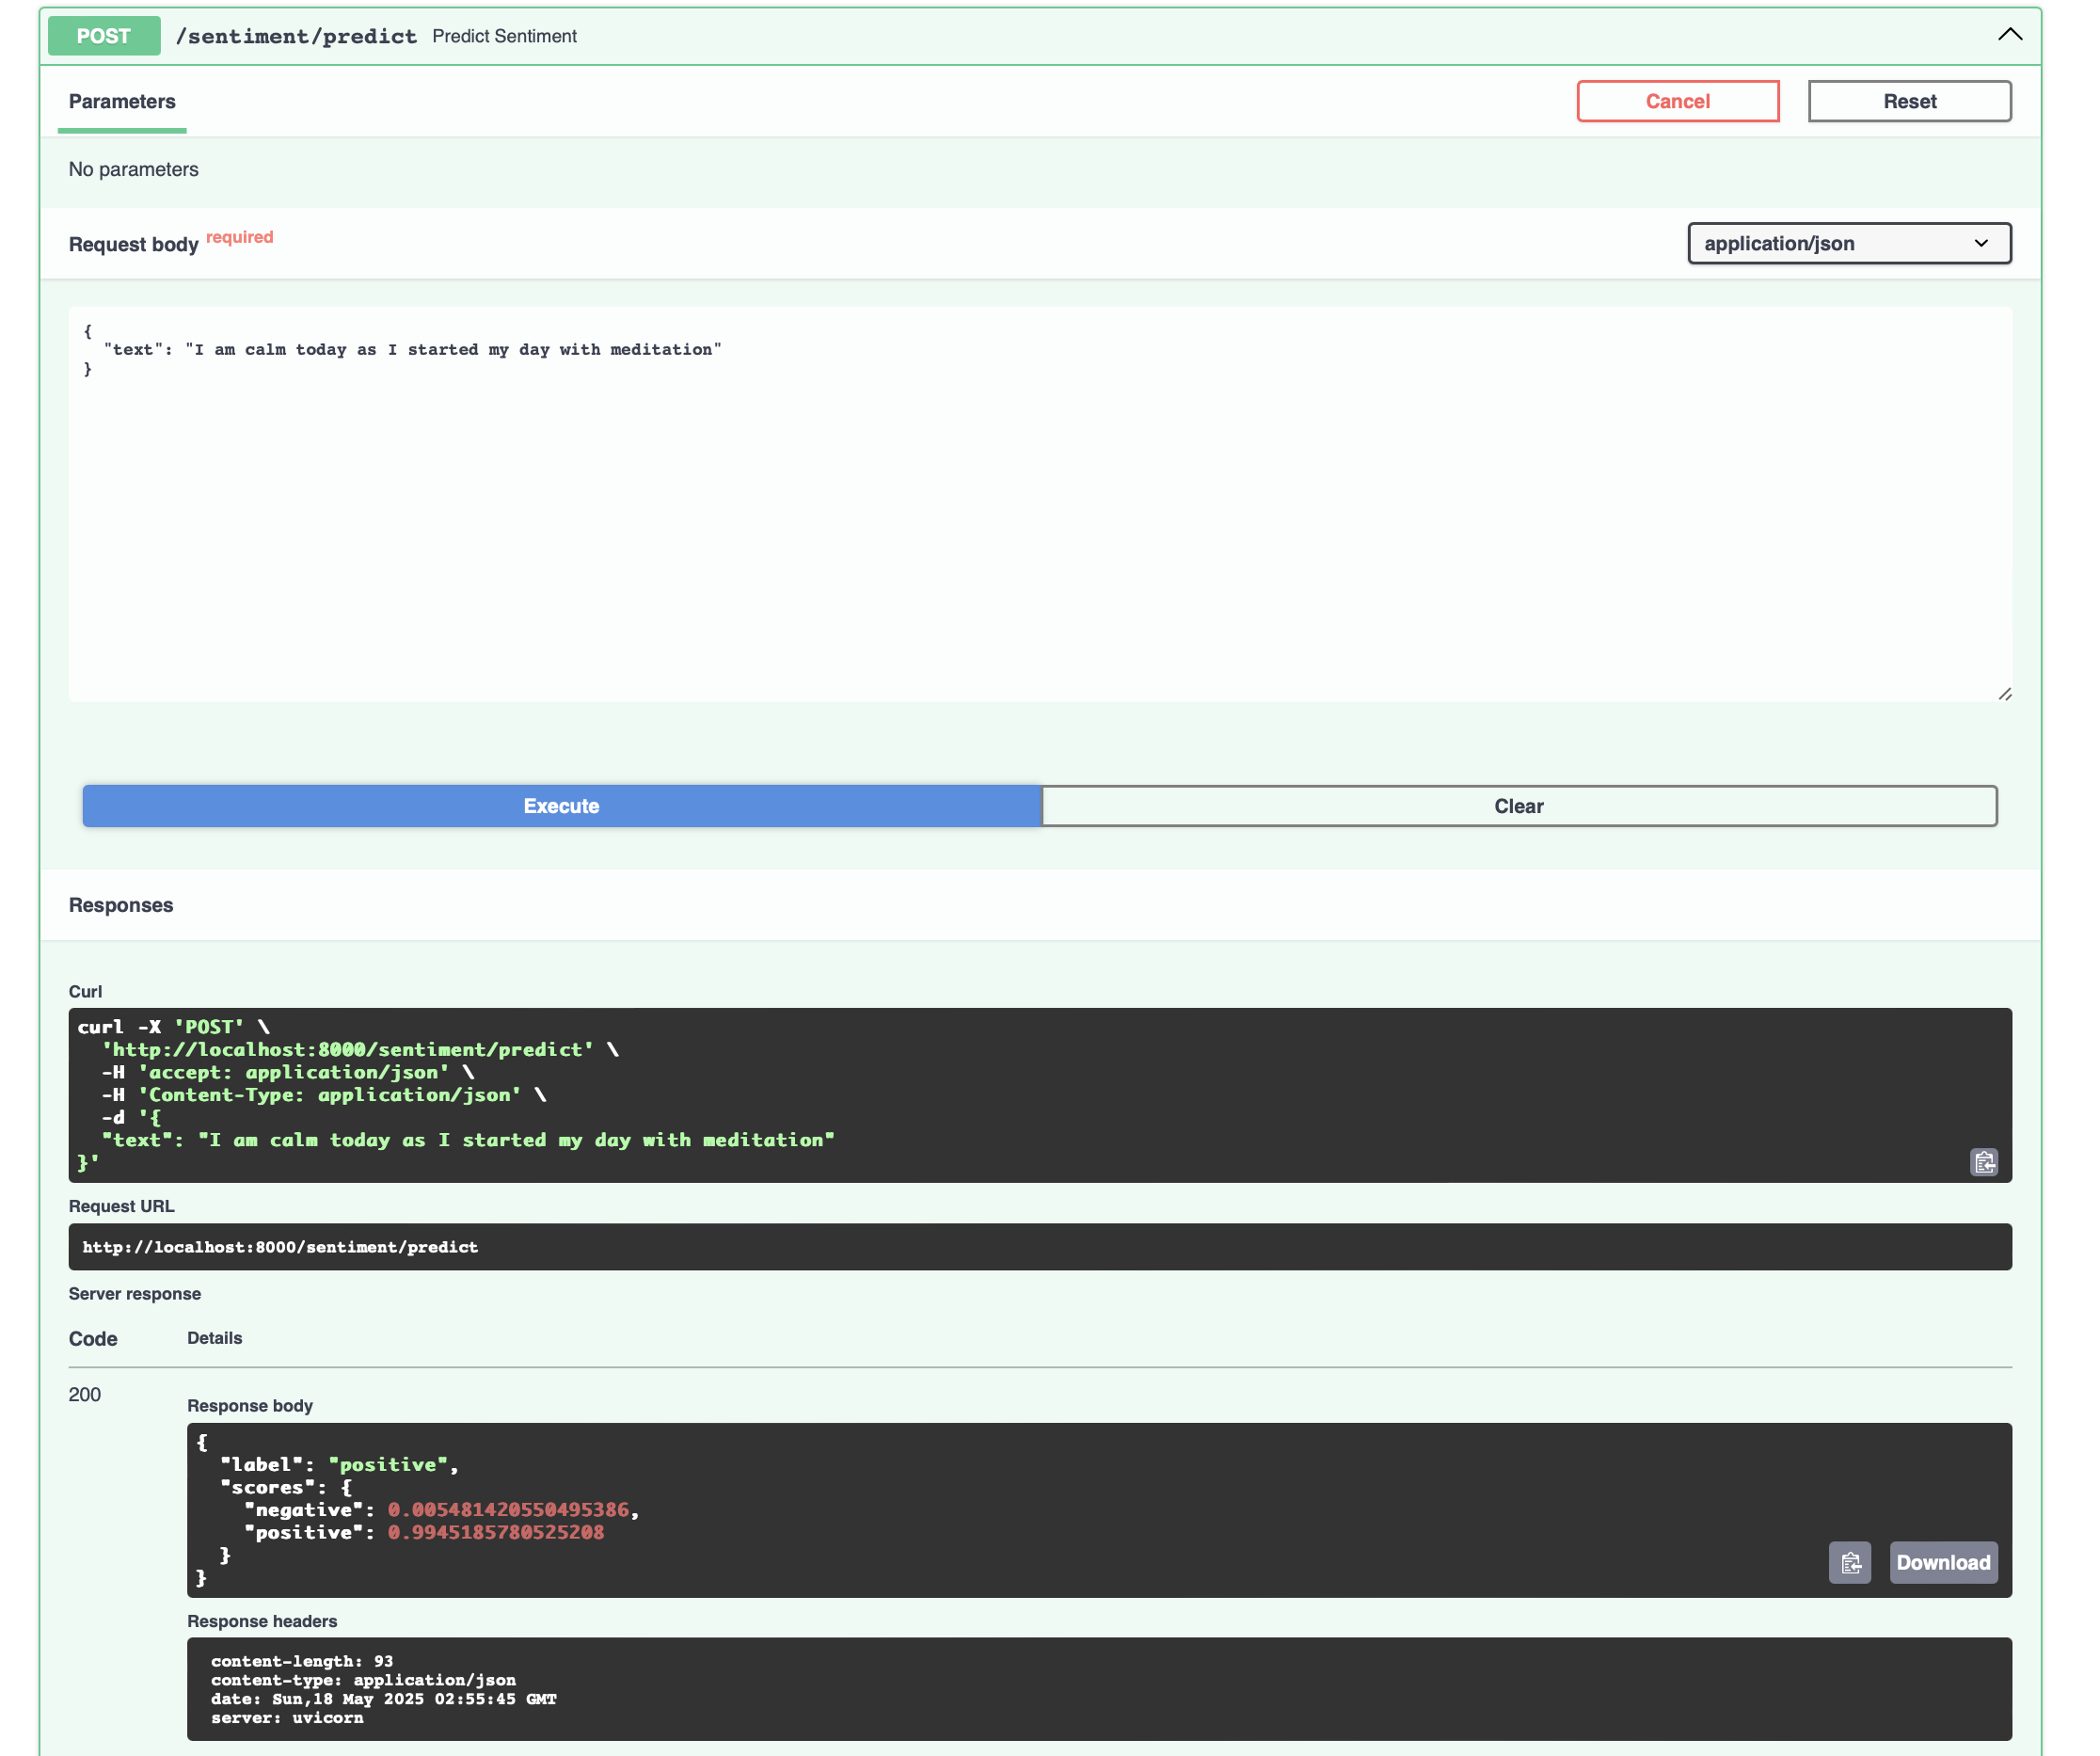 POST /sentiment/predict Predict Sentiment
Parameters
Cancel
Reset
No parameters
Request body required
application/json
{
  "text": "I am calm today as I started my day with meditation"
}
Execute
Clear
Responses
Curl
curl -X 'POST' \
  'http://localhost:8000/sentiment/predict' \
  -H 'accept: application/json' \
  -H 'Content-Type: application/json' \
  -d '{
  "text": "I am calm today as I started my day with meditation"
}'
Request URL
http://localhost:8000/sentiment/predict
Server response
Code Details
200
Response body
{
  "label": "positive",
  "scores": {
    "negative": 0.005481420550495386,
    "positive": 0.9945185780525208
  }
}
Download
Response headers
content-length: 93
content-type: application/json
date: Sun,18 May 2025 02:55:45 GMT
server: uvicorn